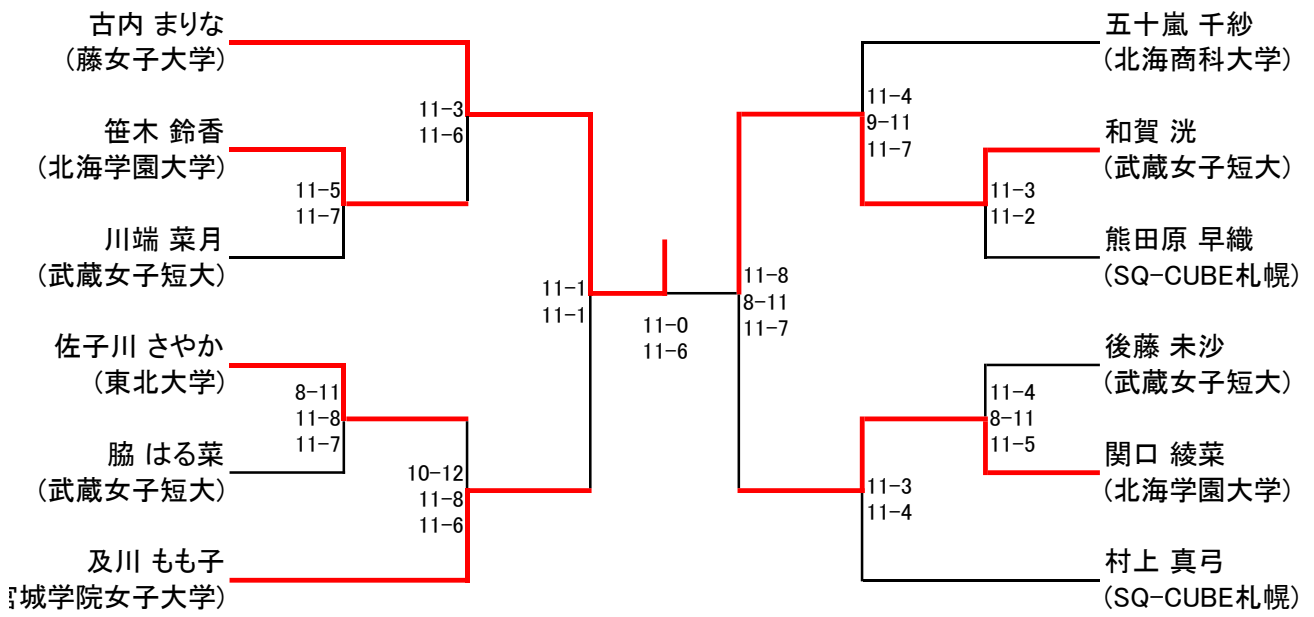 古内 まりな
(藤女子大学)
11-3
11-6
笹木 鈴香
(北海学園大学)
11-5
11-7
川端 菜月
(武蔵女子短大)
11-1
11-1
佐子川 さやか
(東北大学)
8-11
11-8
11-7
脇 はる菜
(武蔵女子短大)
10-12
11-8
11-6
及川 もも子
宮城学院女子大学)
11-0
11-6
五十嵐 千紗
(北海商科大学)
11-4
9-11
11-7
和賀 洸
(武蔵女子短大)
11-3
11-2
熊田原 早織
(SQ-CUBE札幌)
11-8
8-11
11-7
後藤 未沙
(武蔵女子短大)
11-4
8-11
11-5
関口 綾菜
(北海学園大学)
11-3
11-4
村上 真弓
(SQ-CUBE札幌)